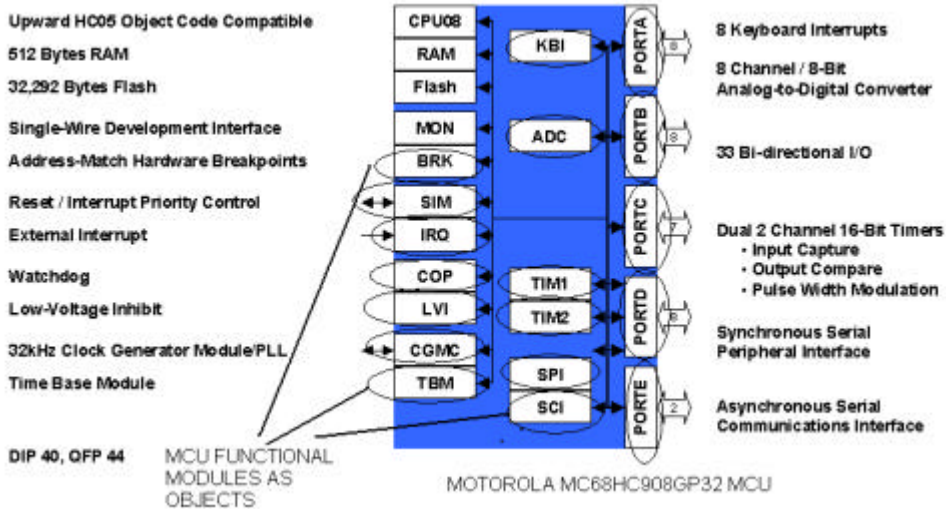 Upward HC05 Object Code Compatible
512 Bytes RAM
32,292 Bytes Flash
Single-Wire Development Interface
Address-Match Hardware Breakpoints
Reset / Interrupt Priority Control
External Interrupt
Watchdog
Low-Voltage Inhibit
32kHz Clock Generator Module/PLL
Time Base Module
DIP 40, QFP 44
MCU FUNCTIONAL
MODULES AS
OBJECTS
CPU08
RAM
Flash
MON
BRK
SIM
IRQ
COP
LVI
CGMC
TBM
KBI
ADC
TIM1
TIM2
SPI
SCI
PORTA
PORTB
PORTC
PORTD
PORTE
8
8
7
8
2
8 Keyboard Interrupts
8 Channel / 8-Bit
Analog-to-Digital Converter
33 Bi-directional I/O
Dual 2 Channel 16-Bit Timers
• Input Capture
• Output Compare
• Pulse Width Modulation
Synchronous Serial
Peripheral Interface
Asynchronous Serial
Communications Interface
MOTOROLA MC68HC908GP32 MCU